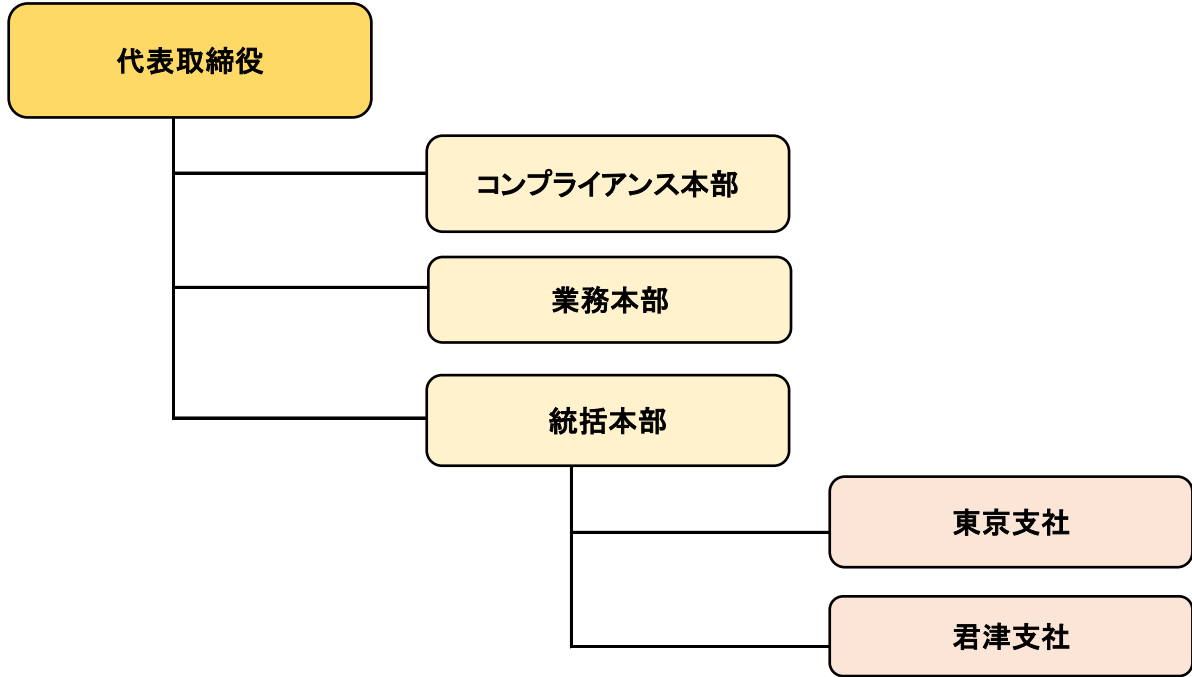 代表取締役
コンプライアンス本部
業務本部
統括本部
東京支社
君津支社